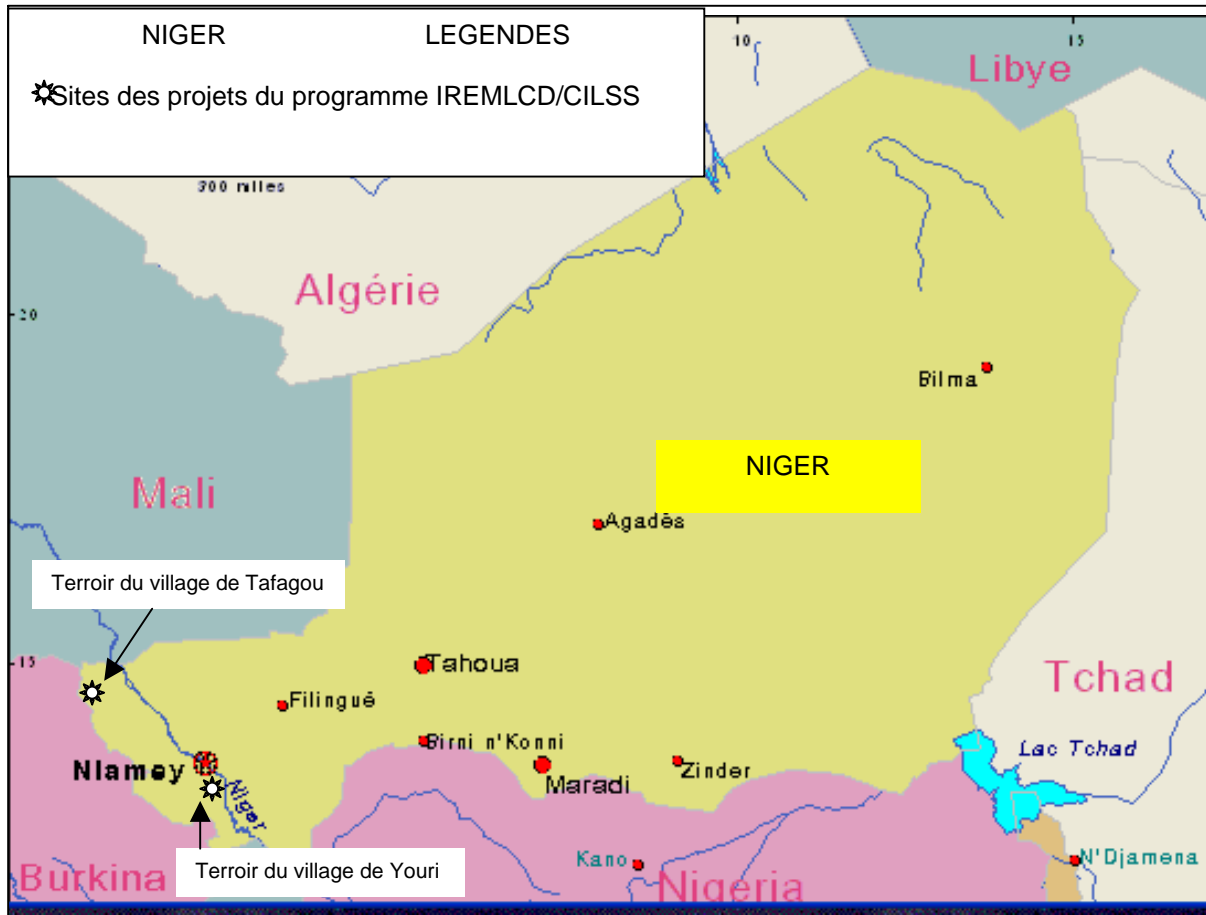 NIGER LEGENDES
Sites des projets du programme IREMLCD/CILSS
10
15
Libye
300 miles
Algérie
20
Bilma
NIGER
Mali
Agadès
Terroir du village de Tafagou
15
Tahoua
Tchad
Filingué
Birni n'Konni
Lac Tchad
Niamey
Zinder
Maradi
Niger
Terroir du village de Youri
Kano
N'Djamena
Burkina
Nigéria